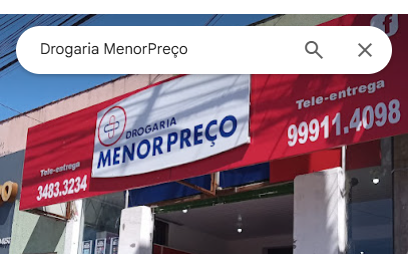 Drogaria MenorPreço
Tele-entrega
3483.3234
DROGARIA
MENORPREÇO
Tele-entrega
99911.4098
f